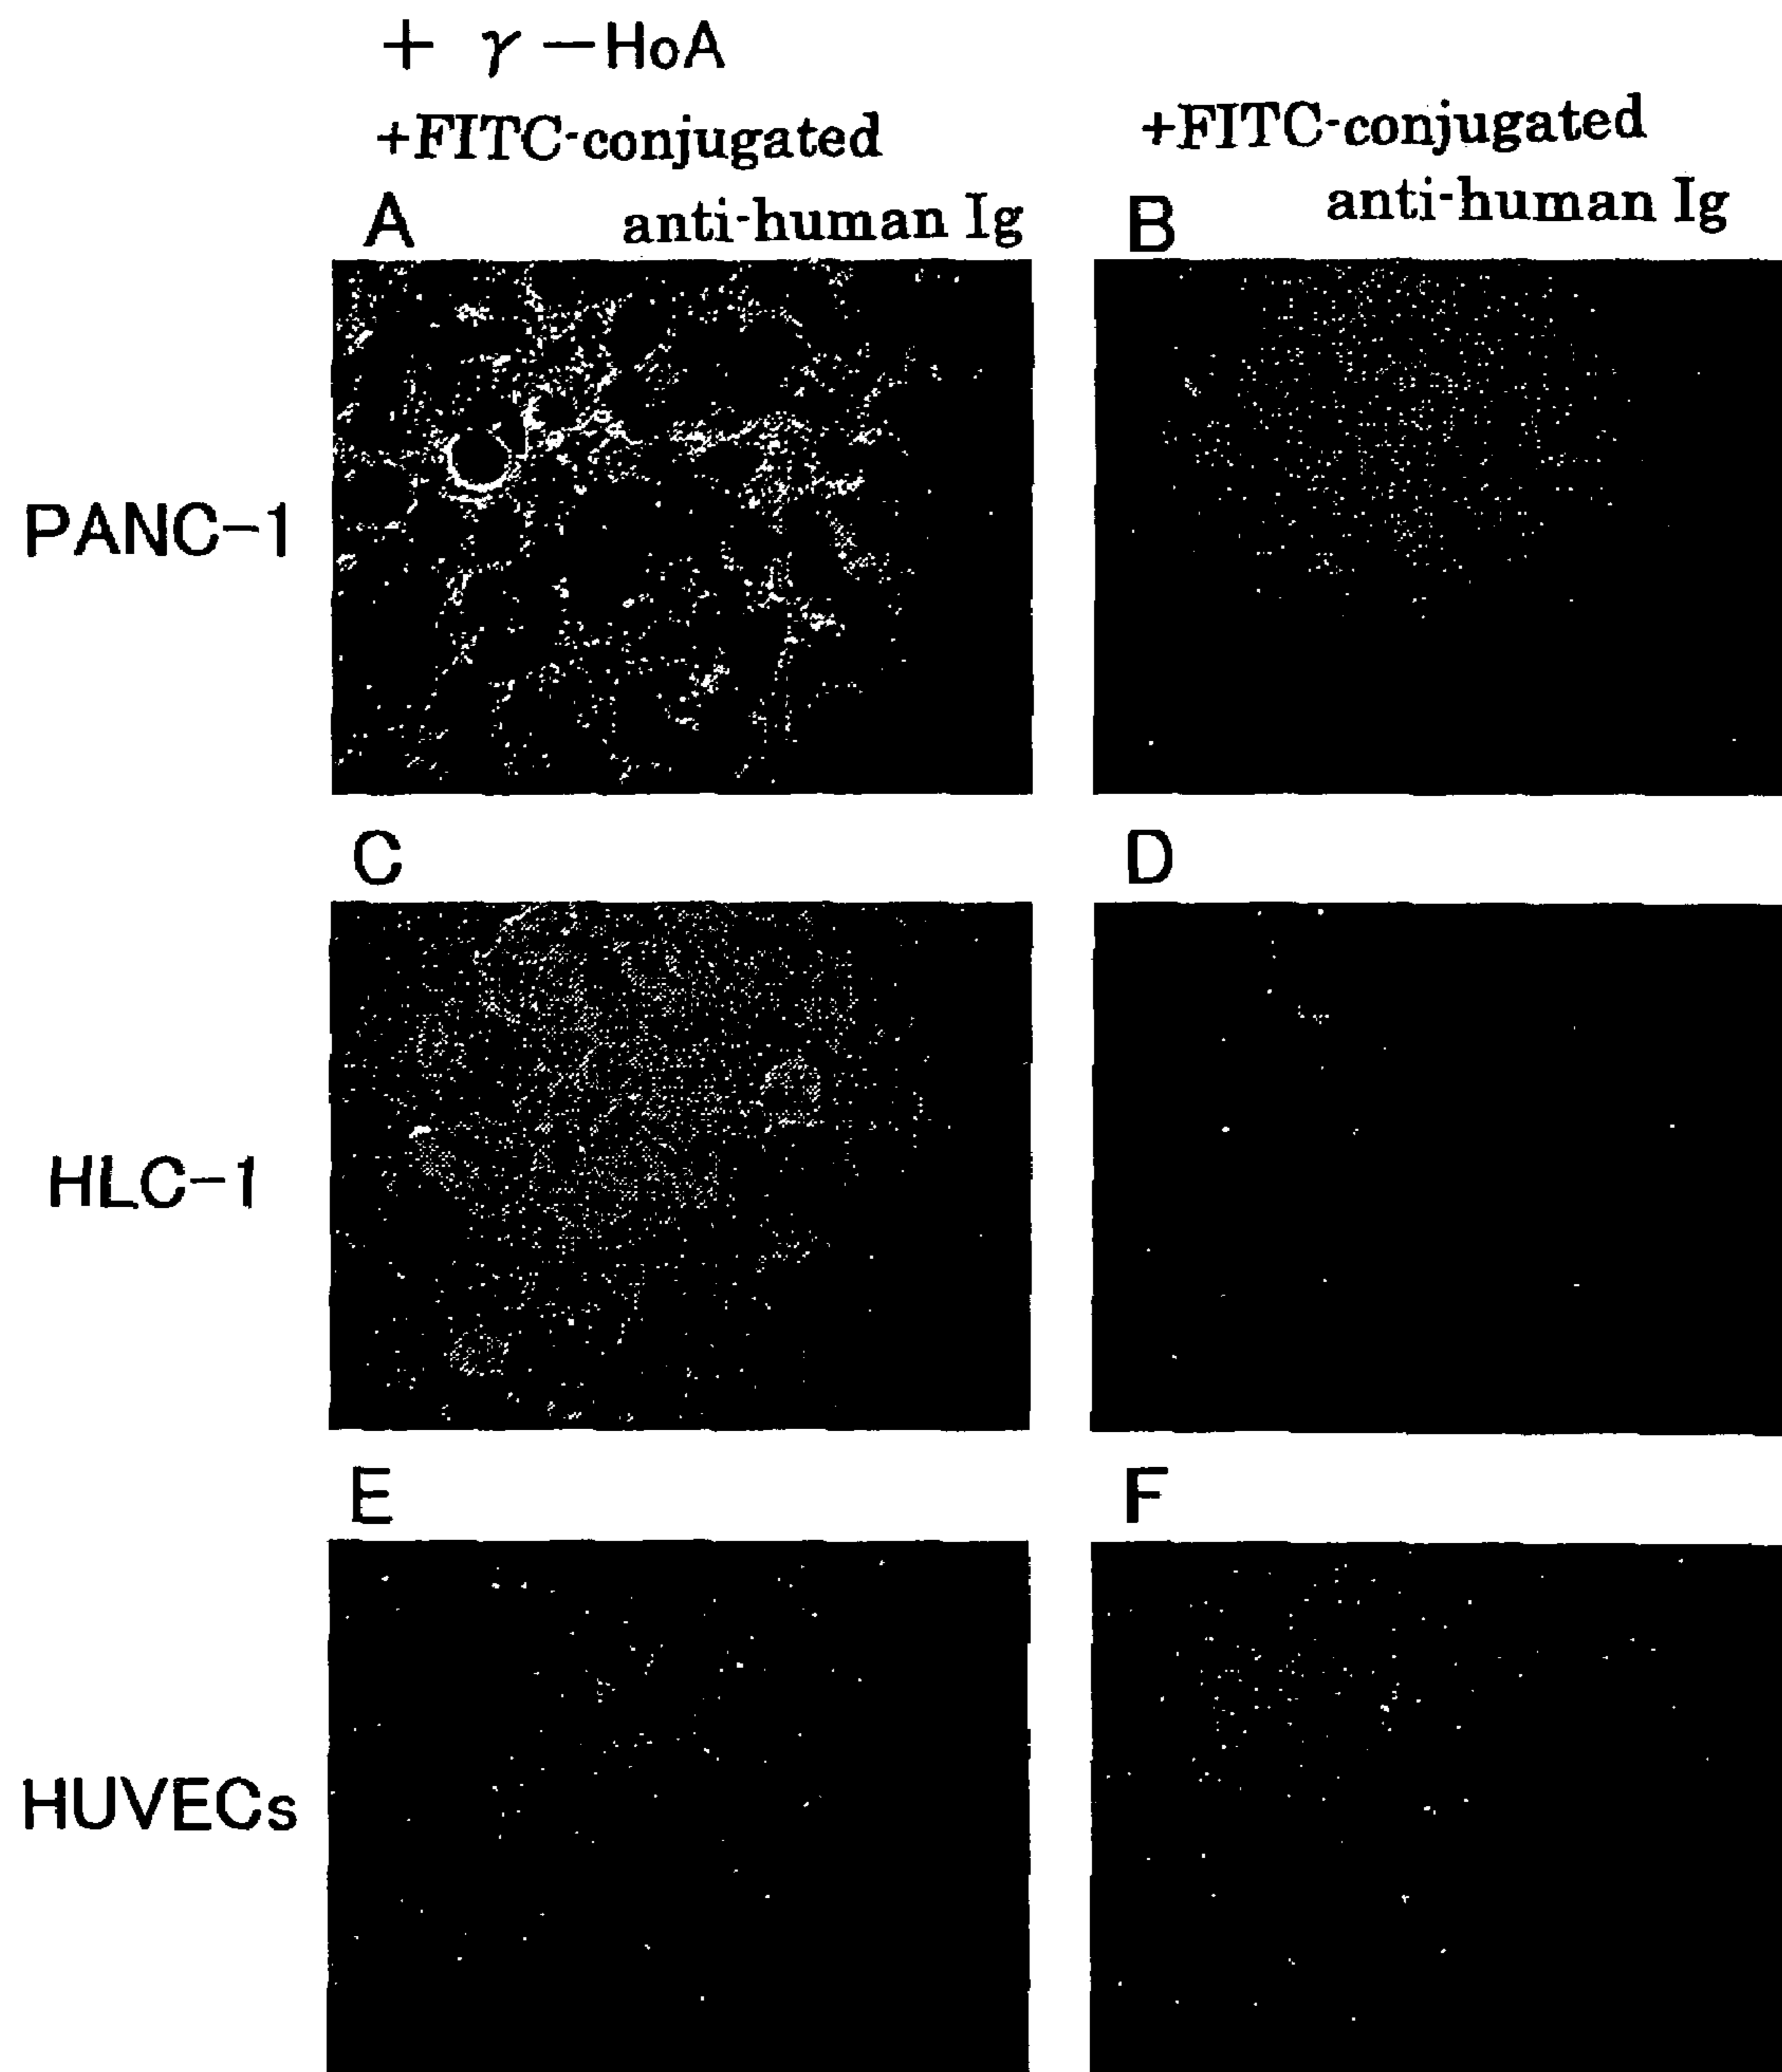 + γ-HoA
+FITC-conjugated
anti-human Ig
+FITC-conjugated
anti-human Ig
A
B
PANC-1
C
D
HLC-1
E
F
HUVECs